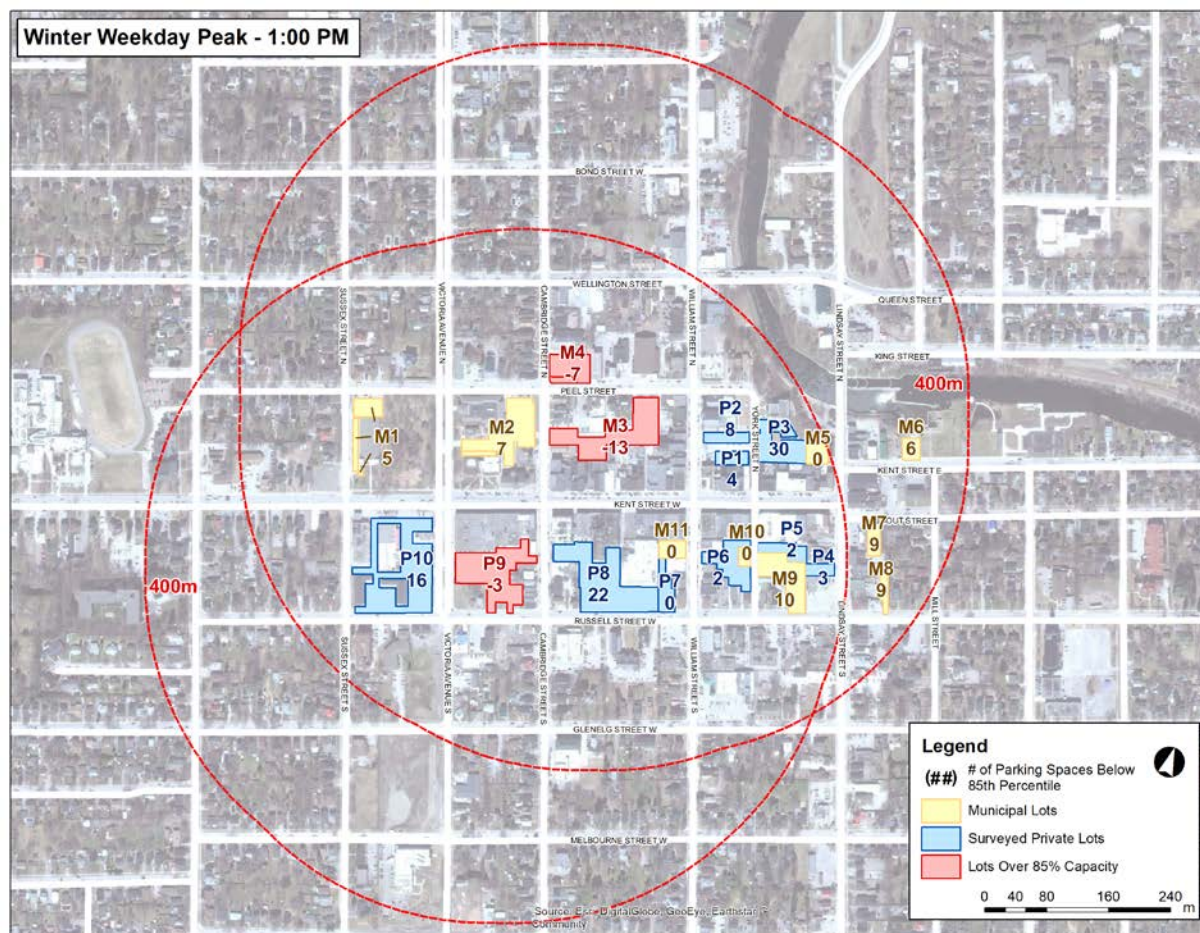 Winter Weekday Peak - 1:00 PM
BOND STREET W
WELLINGTON STREET
QUEEN STREET
SUSSEX STREET N
VICTORIA AVENUE N
CAMBRIDGE STREET N
WILLIAM STREET N
LINDSAY STREET N
KING STREET
M4
-7
PEEL STREET
400m
M1
5
M2
7
M3
-13
P2
8
P1
4
YORK STREET N
P3
30
M5
0
M6
6
KENT STREET E
KENT STREET W
M11
0
M10
0
P5
2
P4
3
M7
9
M8
9
P10
16
P9
-3
P8
22
P7
0
P6
2
M9
10
400m
RUSSELL STREET W
SUSSEX STREET S
VICTORIA AVENUE S
CAMBRIDGE STREET S
WILLIAM STREET S
LINDSAY STREET S
MILL STREET
GLENELG STREET W
MELBOURNE STREET W
Legend
(##) # of Parking Spaces Below
85th Percentile
Municipal Lots
Surveyed Private Lots
Lots Over 85% Capacity
0 40 80 160 240
m
Source: Esri, DigitalGlobe, GeoEye, Earthstar
Community